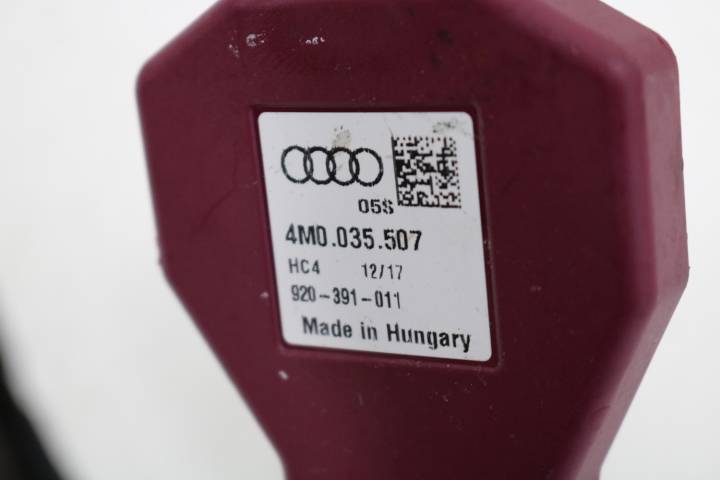 05S
4M0.035.507
HC4 12/17
920-391-011
Made in Hungary